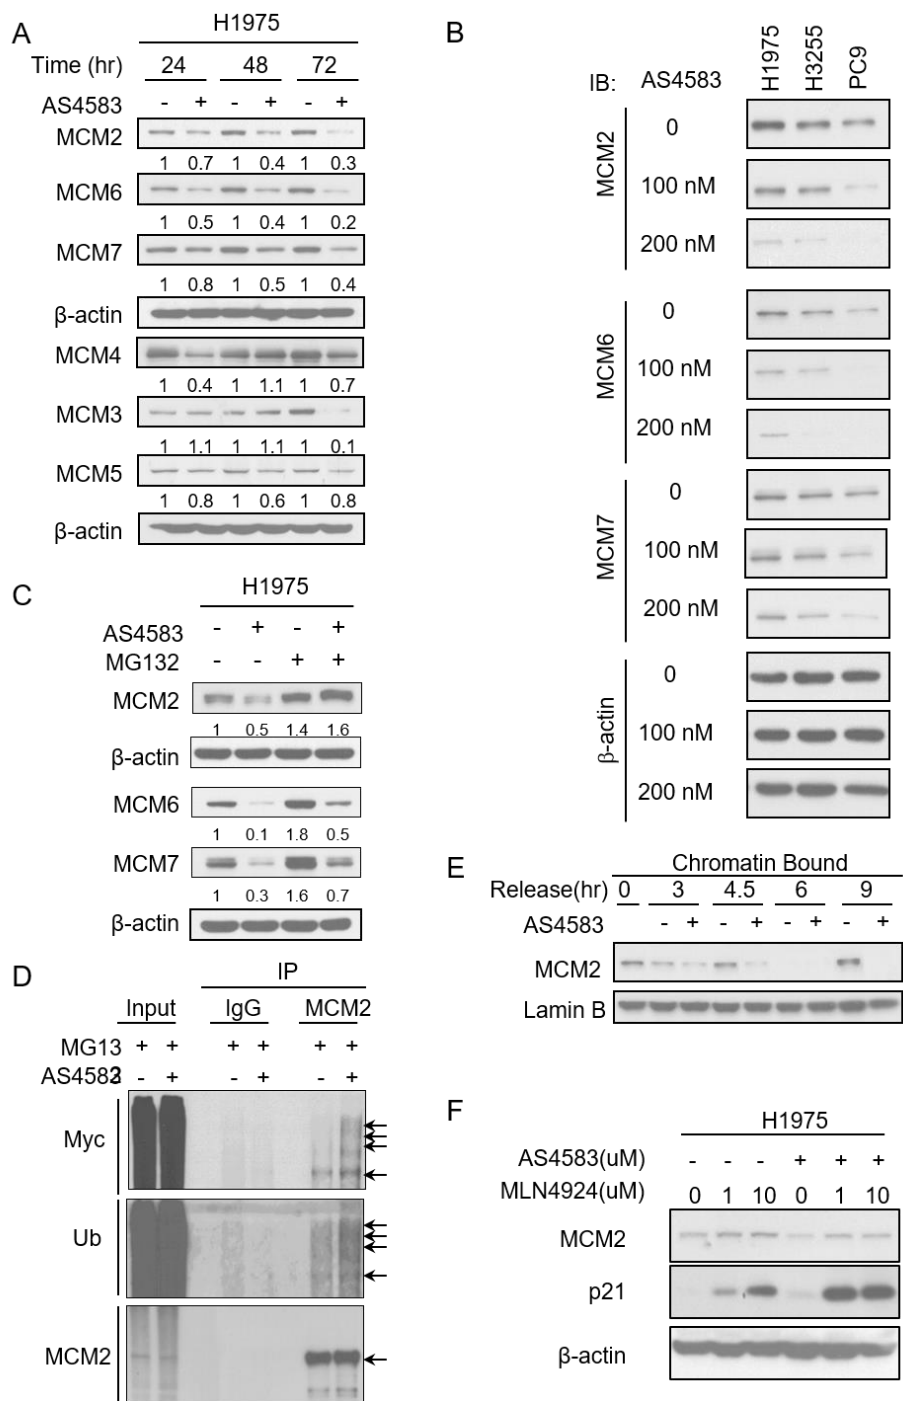 A
H1975
Time (hr) 24 48 72
AS4583 - + - + - +
MCM2
1 0.7 1 0.4 1 0.3
MCM6
1 0.5 1 0.4 1 0.2
MCM7
1 0.8 1 0.5 1 0.4
β-actin
MCM4
1 0.4 1 1.1 1 0.7
MCM3
1 1.1 1 1.1 1 0.1
MCM5
1 0.8 1 0.6 1 0.8
β-actin
B
IB: AS4583 H1975 H3255 PC9
MCM2
0
100 nM
200 nM
MCM6
0
100 nM
200 nM
MCM7
0
100 nM
200 nM
β-actin
0
100 nM
200 nM
C
H1975
AS4583 - + - +
MG132 - - + +
MCM2
1 0.5 1.4 1.6
β-actin
MCM6
1 0.1 1.8 0.5
MCM7
1 0.3 1.6 0.7
β-actin
D
IP
Input IgG MCM2
MG132 + + + + + +
AS4583 - + - + - +
Myc
Ub
MCM2
E
Chromatin Bound
Release(hr) 0 3 4.5 6 9
AS4583 - + - + - + - +
MCM2
Lamin B
F
H1975
AS4583(uM) - - - + + +
MLN4924(uM) 0 1 10 0 1 10
MCM2
p21
β-actin